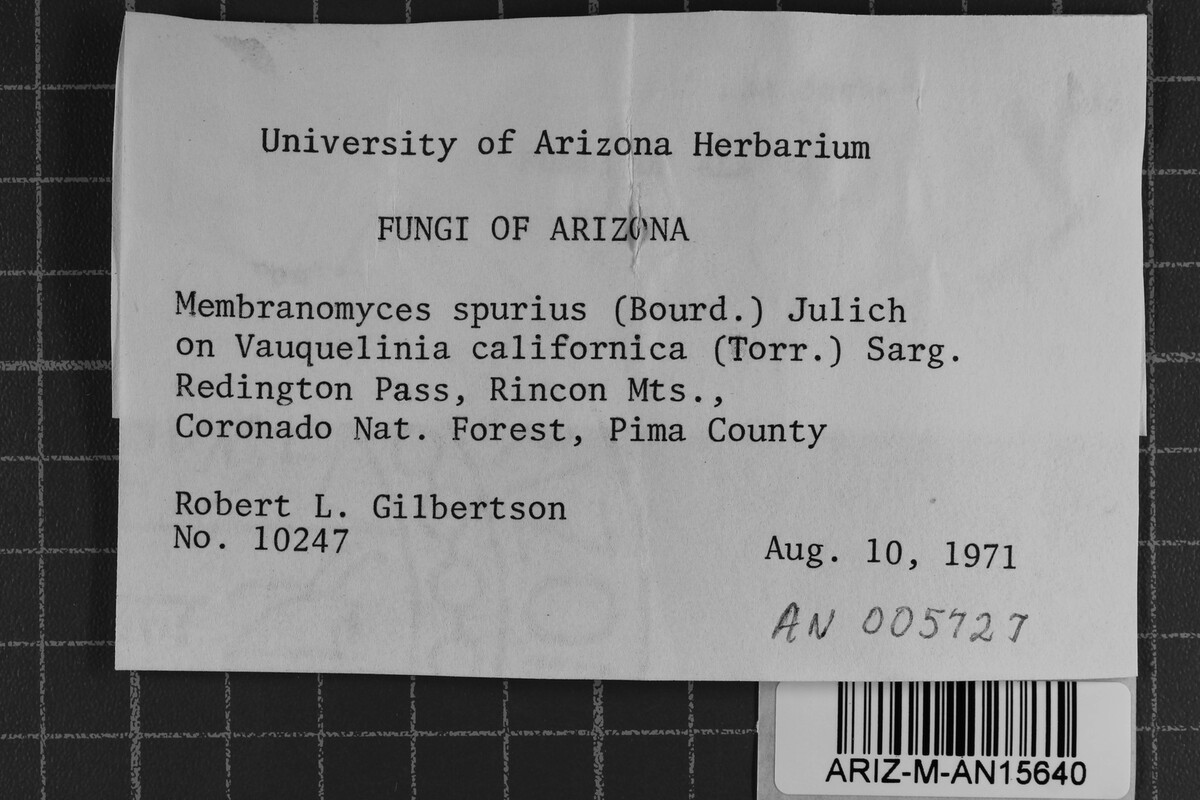 University of Arizona Herbarium
FUNGI OF ARIZONA
Membranomyces spurius (Bourd.) Julich
on Vauquelinia californica (Torr.) Sarg.
Redington Pass, Rincon Mts.,
Coronado Nat. Forest, Pima County
Robert L. Gilbertson
No. 10247
Aug. 10, 1971
AN 005727
ARIZ-M-AN15640